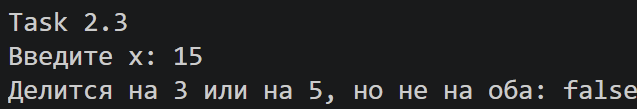 Task 2.3
Введите x: 15
Делится на 3 или на 5, но не на оба: false